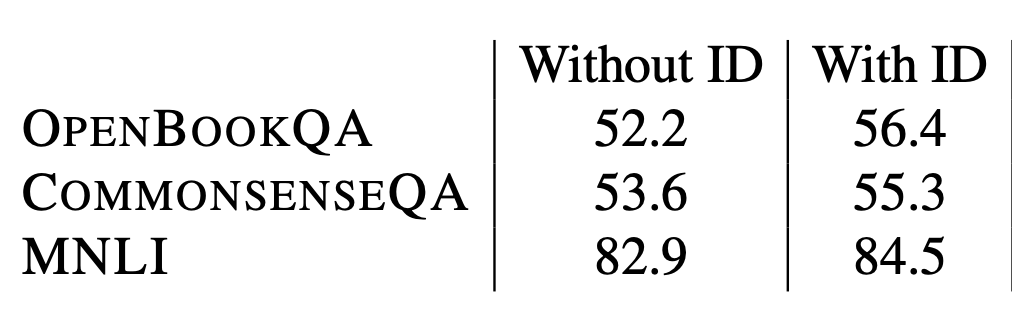 Without ID With ID
OPENBOOKQA 52.2 56.4
COMMONSENSEQA 53.6 55.3
MNLI 82.9 84.5